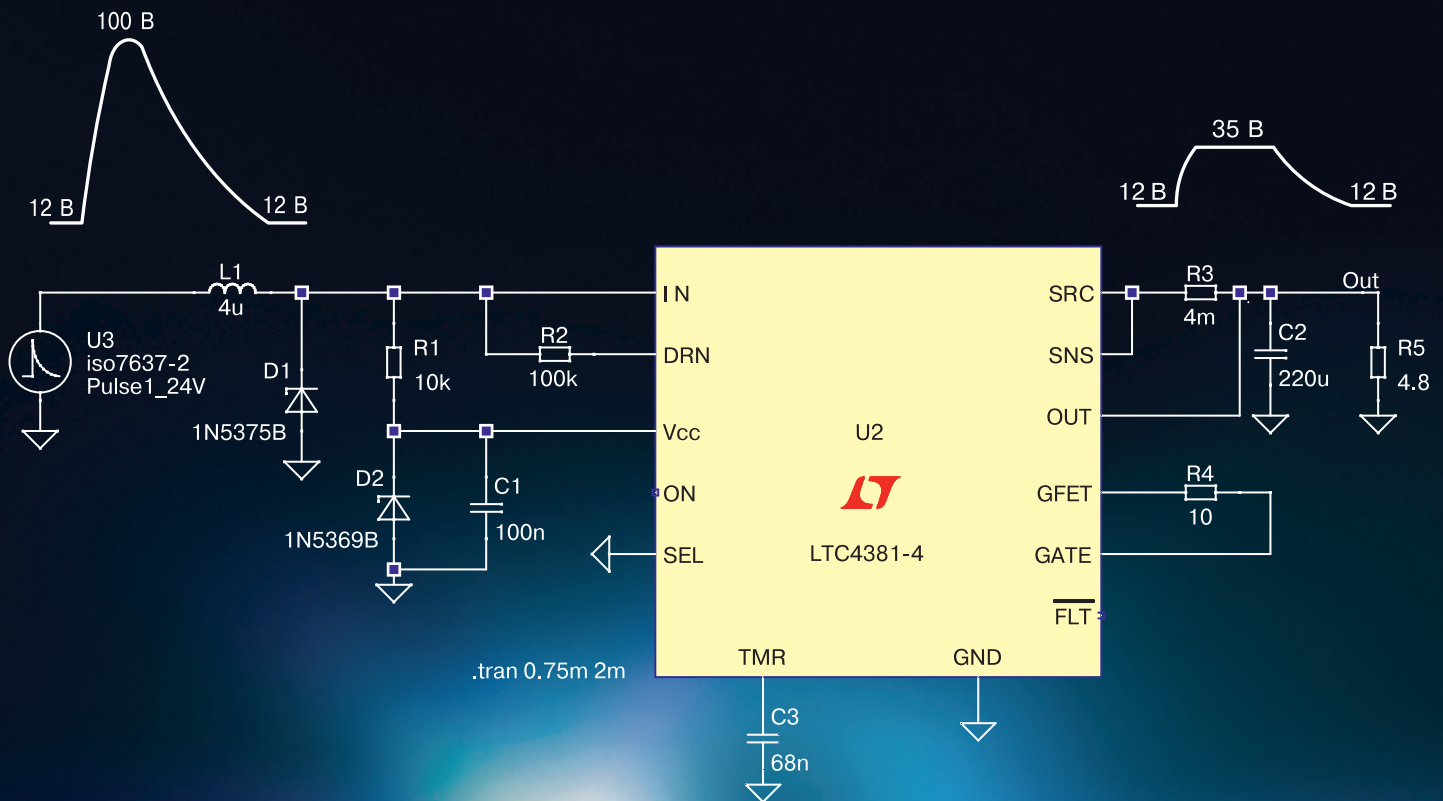 100 В
12 В
12 В
35 В
12 В
12 В
L1
4u
U3
iso7637-2
Pulse1_24V
D1
1N5375B
R1
10k
R2
100k
D2
1N5369B
C1
100n
.tran 0.75m 2m
IN
DRN
Vcc
ON
SEL
U2
LTC4381-4
SRC
SNS
OUT
GFET
GATE
FLT
TMR
GND
R3
4m
Out
C2
220u
R5
4.8
R4
10
C3
68n